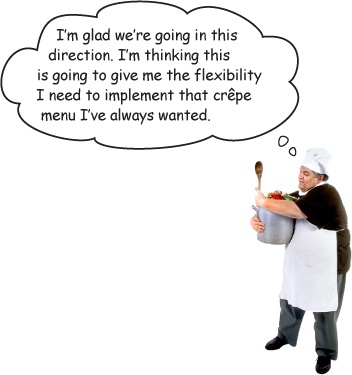 I'm glad we're going in this
direction. I'm thinking this
is going to give me the flexibility
I need to implement that crêpe
menu I've always wanted.